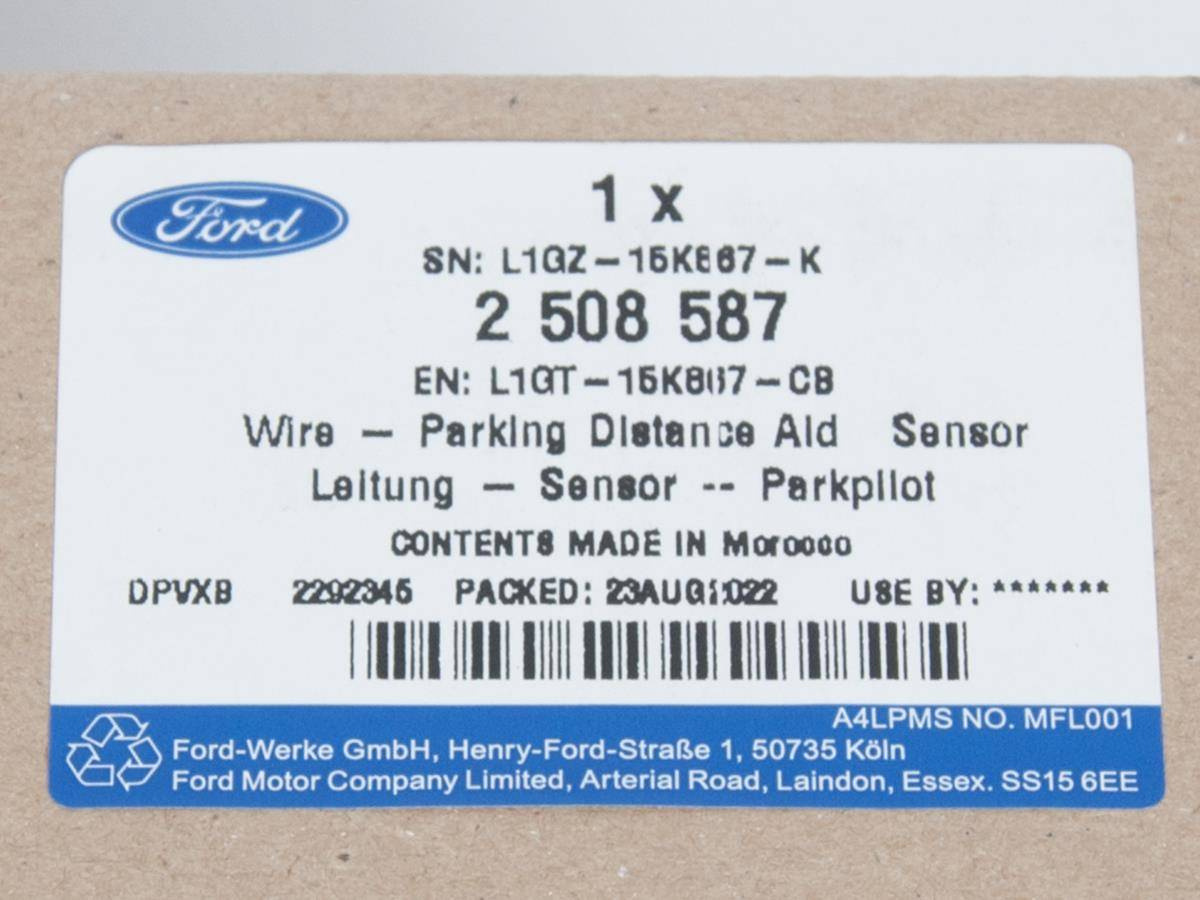 Ford
1 x
SN: L1GZ-15K867-K
2 508 587
EN: L1GT-15K867-CB
Wire - Parking Distance Aid Sensor
Leitung - Sensor -- Parkpilot
CONTENTS MADE IN Morocco
DPVXB 2292345 PACKED: 23AUG2022 USE BY: *******
A4LPMS NO. MFL001
Ford-Werke GmbH, Henry-Ford-Straße 1, 50735 Köln
Ford Motor Company Limited, Arterial Road, Laindon, Essex. SS15 6EE